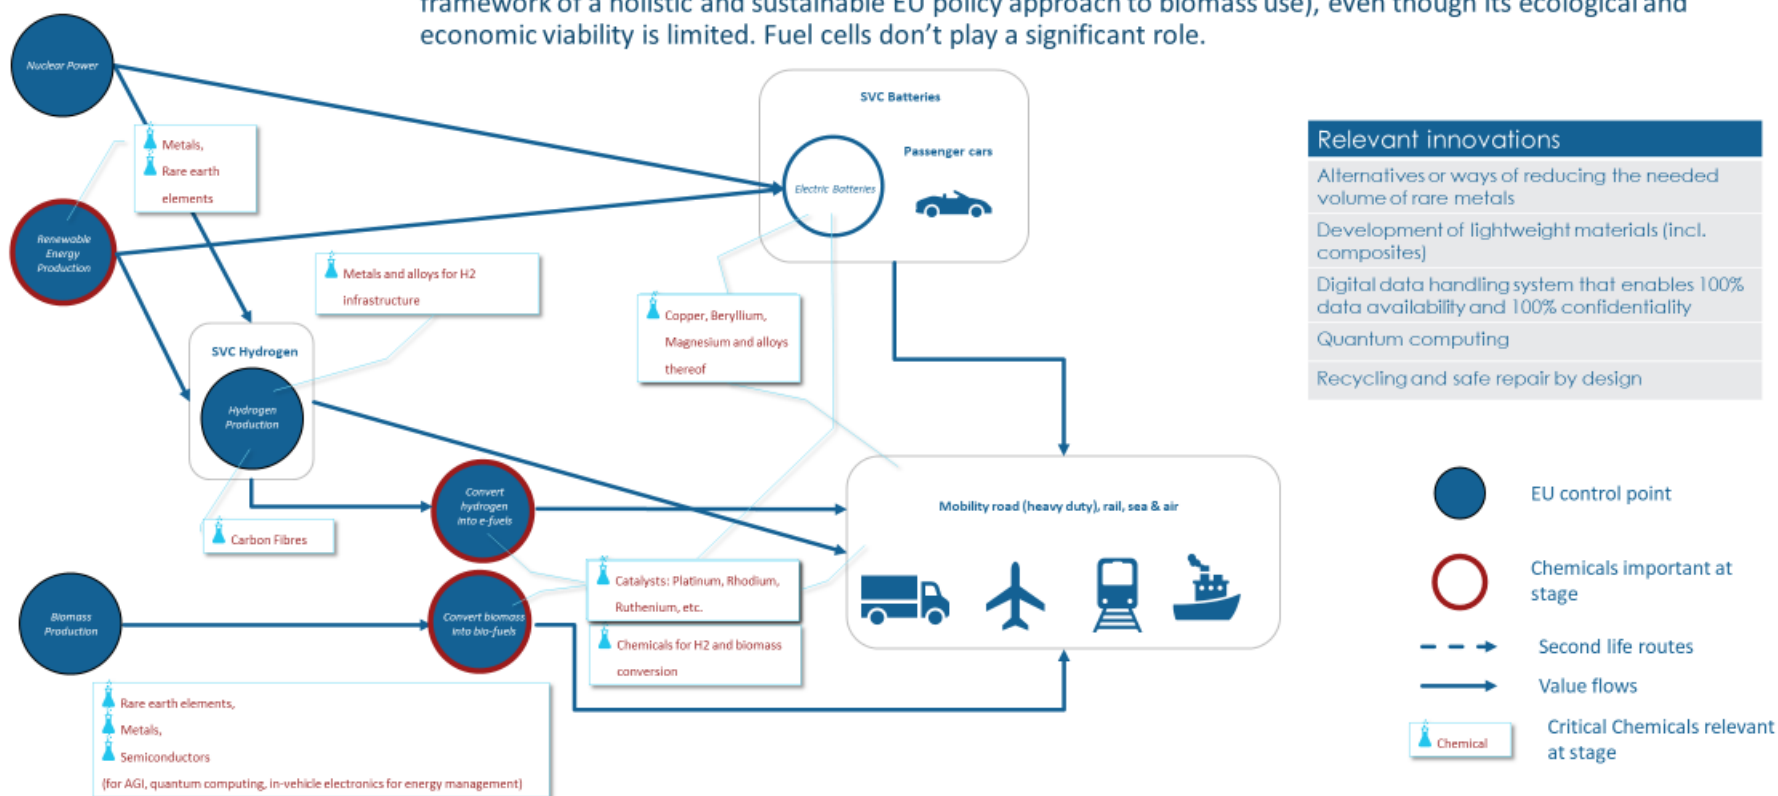 framework of a holistic and sustainable EU policy approach to biomass use), even though its ecological and
economic viability is limited. Fuel cells don't play a significant role.
Nuclear Power
Metals,
Rare earth
elements
Renewable
Energy
Production
SVC Batteries
Passenger cars
Electric Batteries
Metals and alloys for H2
infrastructure
Copper, Beryllium,
Magnesium and alloys
thereof
SVC Hydrogen
Hydrogen
Production
Carbon Fibres
Convert
hydrogen
into e-fuels
Mobility road (heavy duty), rail, sea & air
Catalysts: Platinum, Rhodium,
Ruthenium, etc.
Chemicals for H2 and biomass
conversion
Biomass
Production
Convert biomass
into bio-fuels
Rare earth elements,
Metals,
Semiconductors
(for AGI, quantum computing, in-vehicle electronics for energy management)
Relevant innovations
Alternatives or ways of reducing the needed
volume of rare metals
Development of lightweight materials (incl.
composites)
Digital data handling system that enables 100%
data availability and 100% confidentiality
Quantum computing
Recycling and safe repair by design
EU control point
Chemicals important at
stage
Second life routes
Value flows
Chemical
Critical Chemicals relevant
at stage